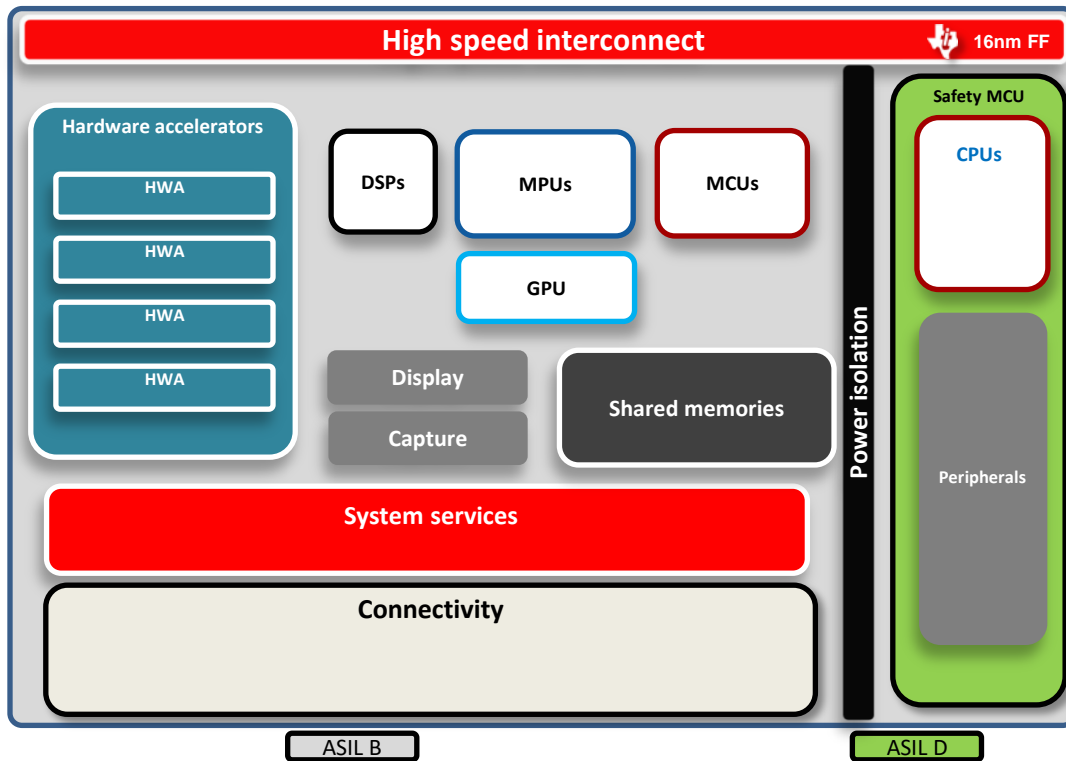 High speed interconnect
16nm FF
Hardware accelerators
HWA
HWA
HWA
HWA
DSPs
MPUs
MCUs
GPU
Display
Capture
Shared memories
System services
Connectivity
Power isolation
Safety MCU
CPUs
Peripherals
ASIL B
ASIL D